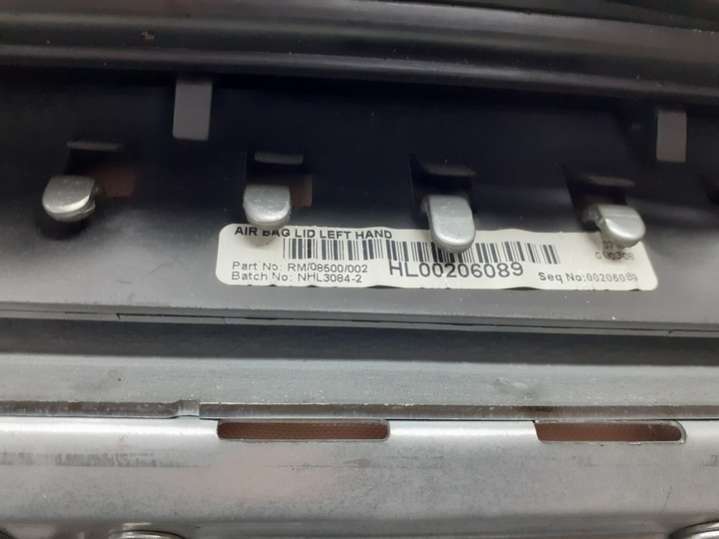 AIR BAG LID LEFT HAND
Part No: RM/08500/002 HL00206089
Batch No: NHL3084-2 Seq No:00206089